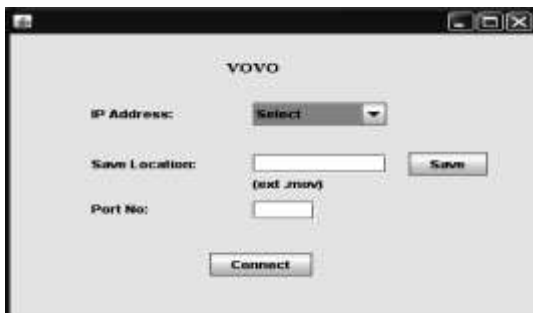 VOVO
IP Address: Select
Save Location: Save
(ext .mov)
Port No:
Connect